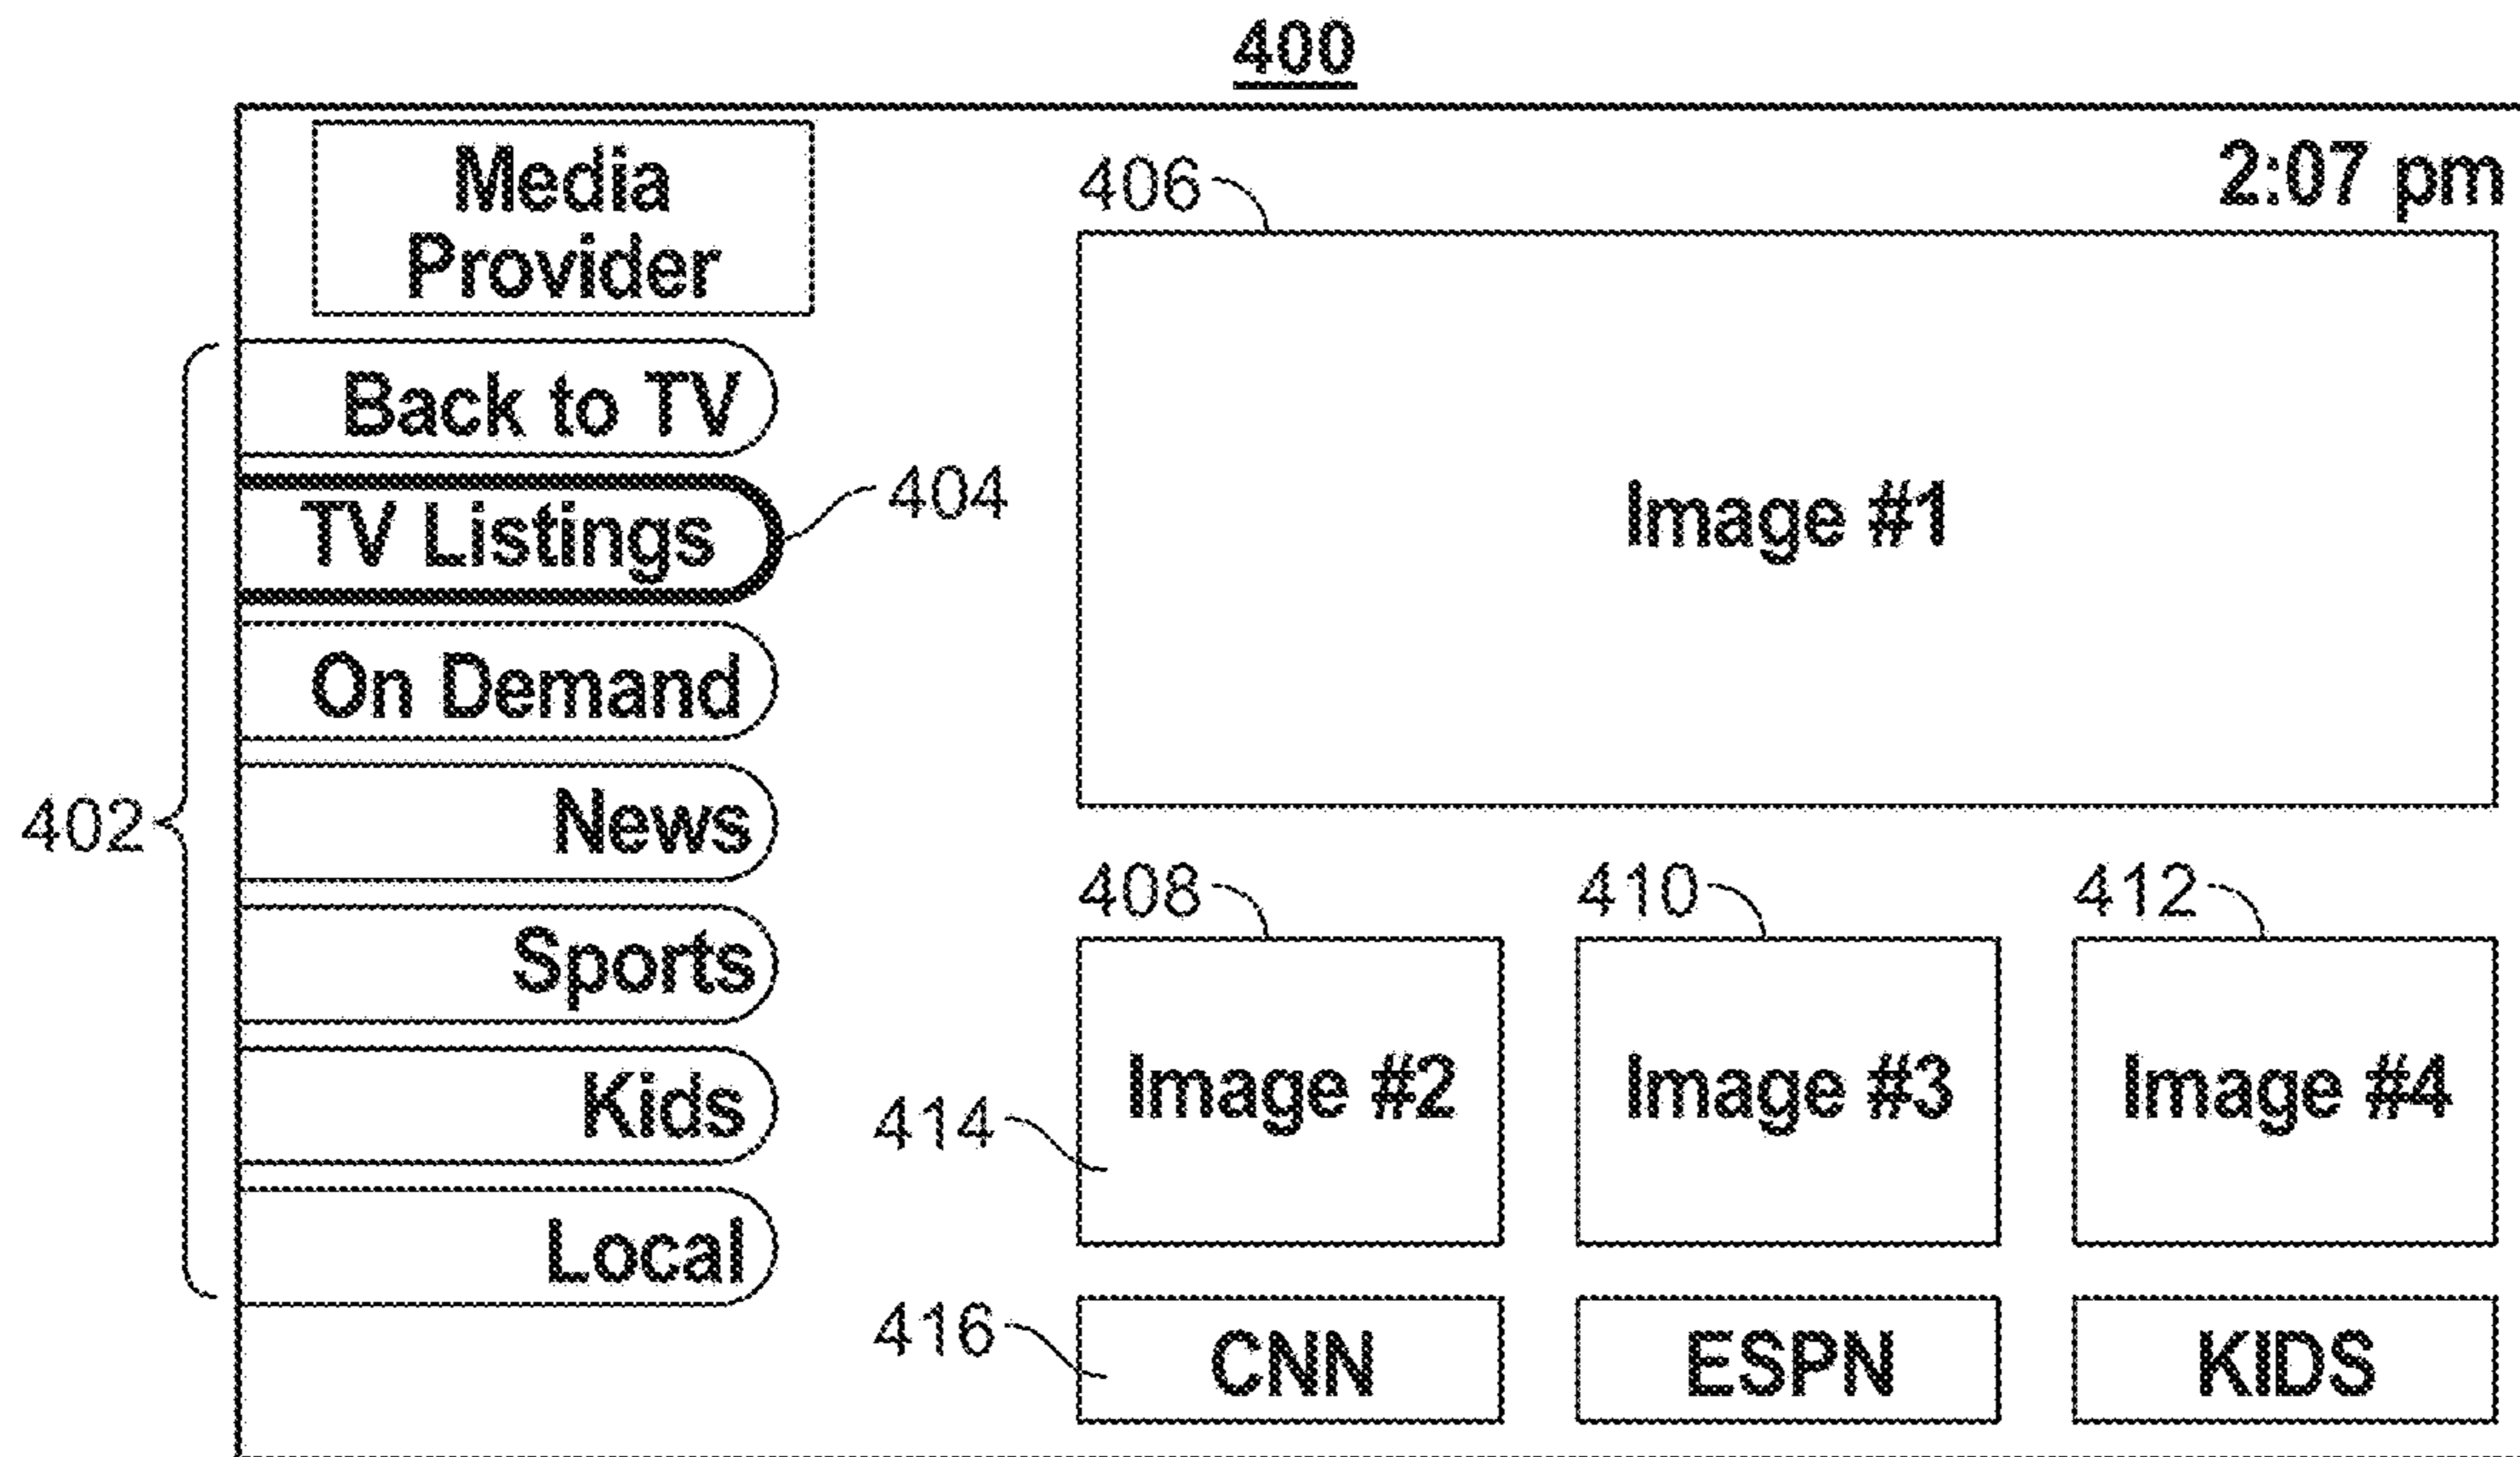 400
Media
Provider
2:07 pm
406
Back to TV
TV Listings
404
Image #1
On Demand
News
402
Sports
408
410
412
Kids
Image #2
Image #3
Image #4
414
Local
416
CNN
ESPN
KIDS